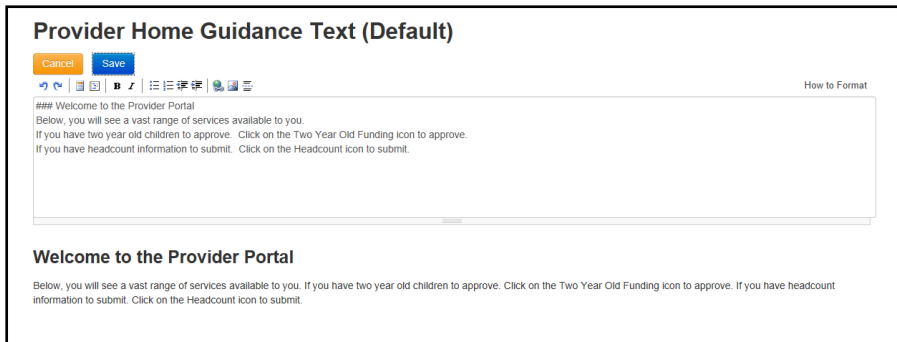 Provider Home Guidance Text (Default)
Cancel Save
B I How to Format
### Welcome to the Provider Portal
Below, you will see a vast range of services available to you.
If you have two year old children to approve.  Click on the Two Year Old Funding icon to approve.
If you have headcount information to submit.  Click on the Headcount icon to submit.
Welcome to the Provider Portal
Below, you will see a vast range of services available to you. If you have two year old children to approve. Click on the Two Year Old Funding icon to approve. If you have headcount
information to submit. Click on the Headcount icon to submit.